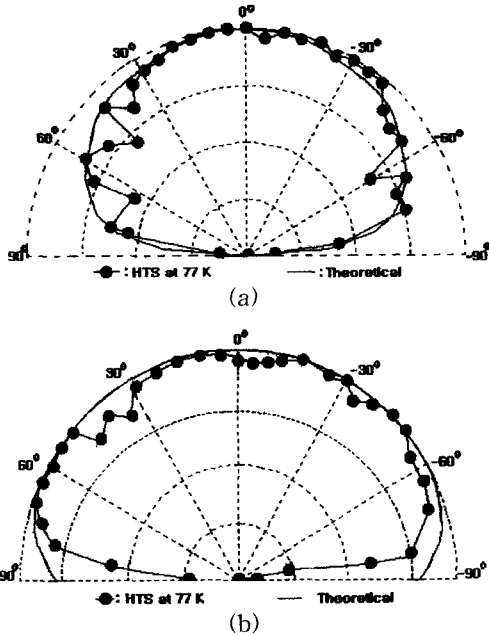 0°
30° -30°
60° -60°
90° -90°
: HTS at 77 K : Theoretical
(a)
0°
30° -30°
60° -60°
90° -90°
: HTS at 77 K Theoretical
(b)